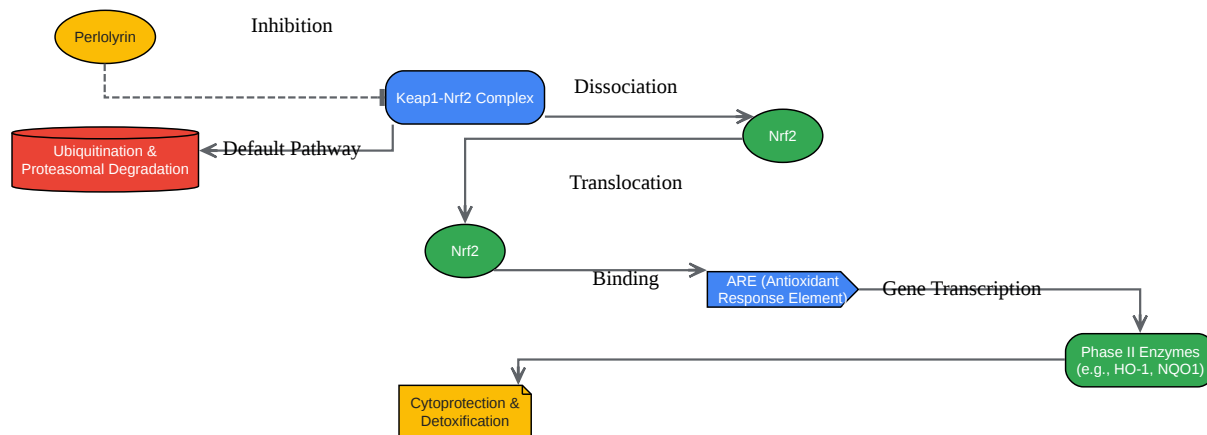 Inhibition
Perlolyrin
Dissociation
Keap1-Nrf2 Complex
Nrf2
Default Pathway
Ubiquitination &
Proteasomal Degradation
Translocation
Nrf2
Binding
ARE (Antioxidant
Response Element)
Gene Transcription
Phase II Enzymes
(e.g., HO-1, NQO1)
Cytoprotection &
Detoxification